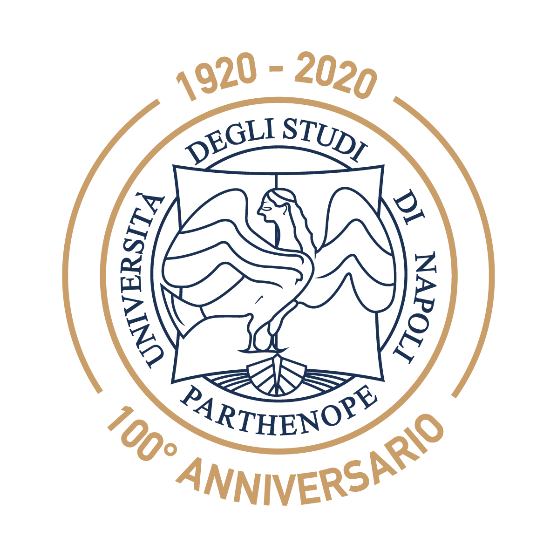 1920 - 2020
UNIVERSITÀ DEGLI STUDI DI NAPOLI
PARTHENOPE
100° ANNIVERSARIO